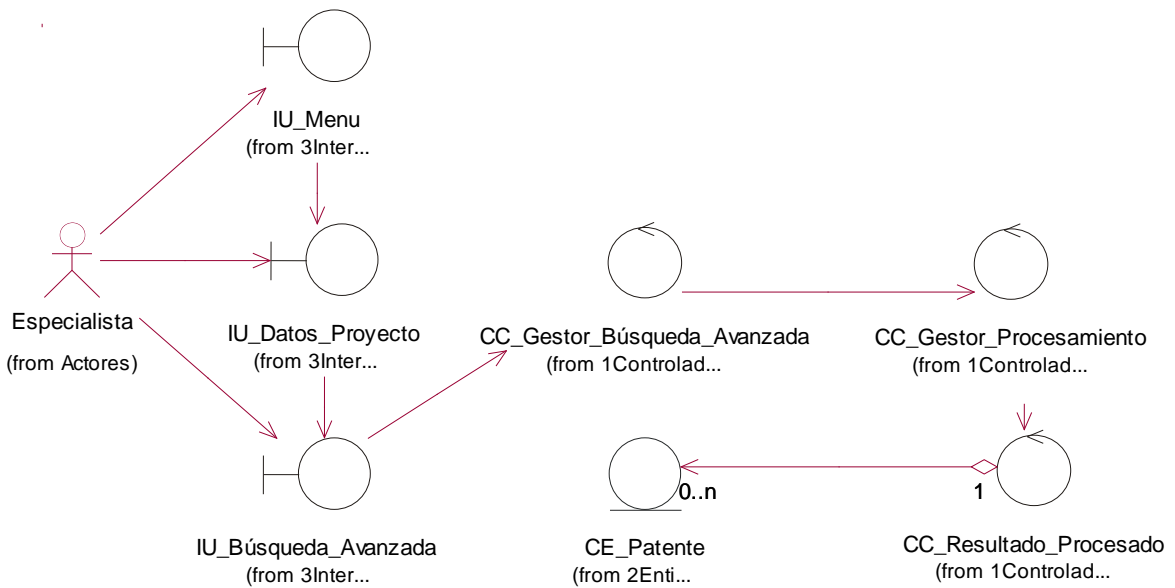 IU_Menu
(from 3Inter...
Especialista
(from Actores)
IU_Datos_Proyecto
(from 3Inter...
CC_Gestor_Búsqueda_Avanzada
(from 1Controlad...
CC_Gestor_Procesamiento
(from 1Controlad...
0..n
1
IU_Búsqueda_Avanzada
(from 3Inter...
CE_Patente
(from 2Enti...
CC_Resultado_Procesado
(from 1Controlad...